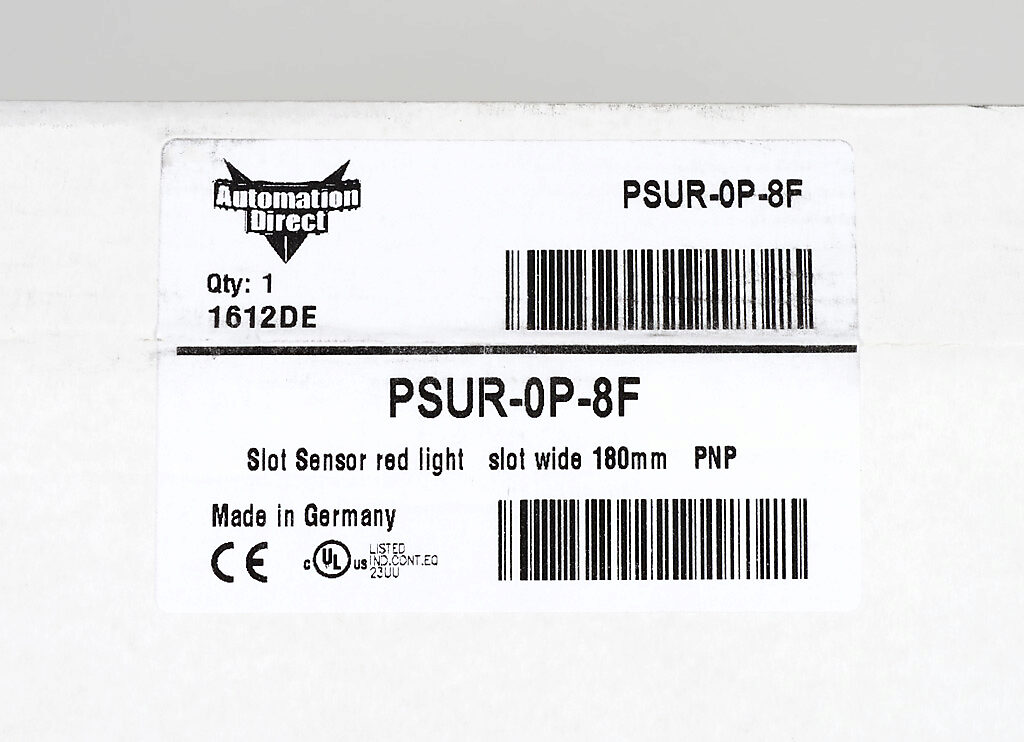 Automation
Direct
PSUR-0P-8F
Qty: 1
1612DE
PSUR-0P-8F
Slot Sensor red light slot wide 180mm PNP
Made in Germany
CE
c UL us LISTED
IND.CONT.EQ
23UU